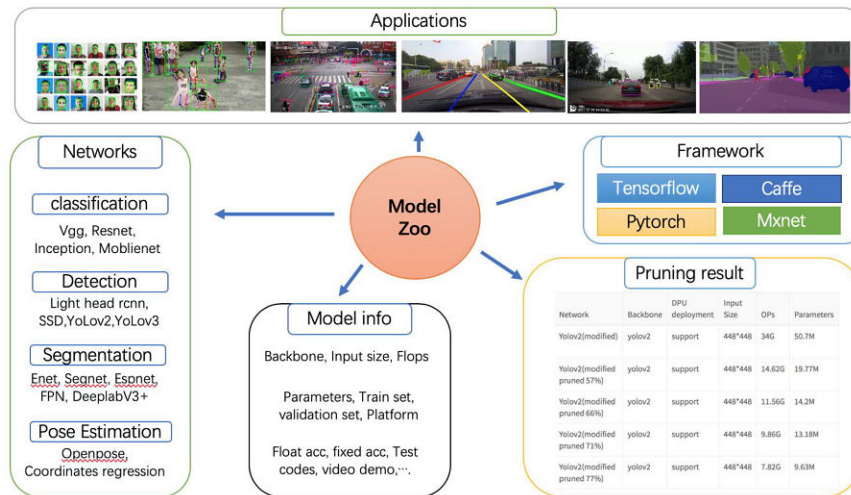 Applications
Networks
classification
Vgg, Resnet,
Inception, Moblienet
Detection
Light head rcnn,
SSD,YoLov2,YoLov3
Segmentation
Enet, Segnet, Espnet,
FPN, DeeplabV3+
Pose Estimation
Openpose,
Coordinates regression
Model
Zoo
Model info
Backbone, Input size, Flops
Parameters, Train set,
validation set, Platform
Float acc, fixed acc, Test
codes, video demo,···.
Framework
Tensorflow Caffe
Pytorch Mxnet
Pruning result
Network Backbone DPU deployment Input Size OPs Parameters
Yolov2(modified) yolov2 support 448*448 34G 50.7M
Yolov2(modified yolov2 support 448*448 14.62G 19.77M
pruned 57%)
Yolov2(modified yolov2 support 448*448 11.56G 14.2M
pruned 66%)
Yolov2(modified yolov2 support 448*448 9.86G 13.18M
pruned 71%)
Yolov2(modified yolov2 support 448*448 7.82G 9.63M
pruned 77%)